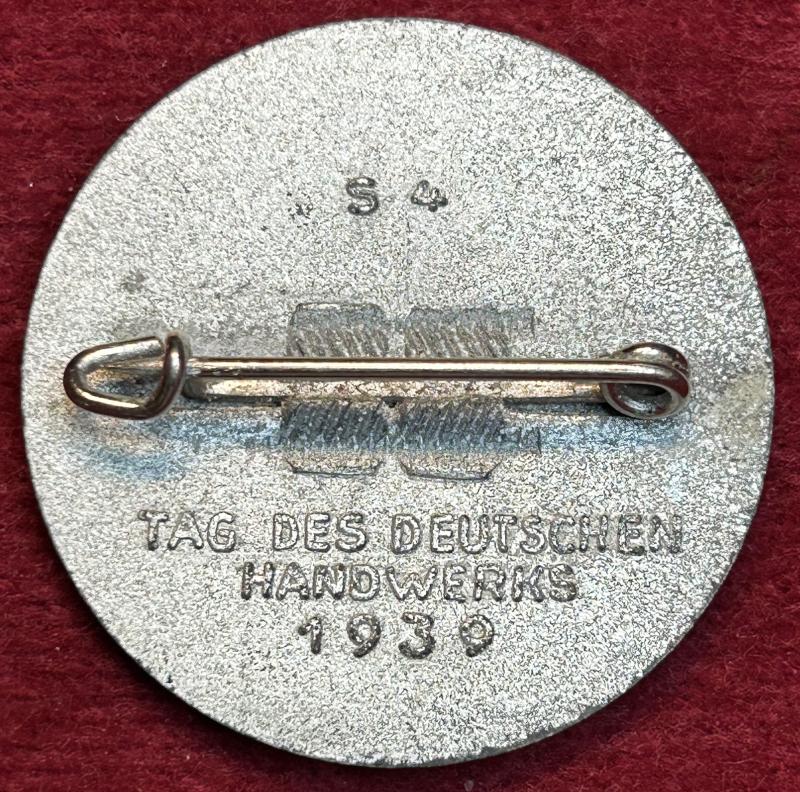 S 4
TAG DES DEUTSCHEN
HANDWERKS
1939